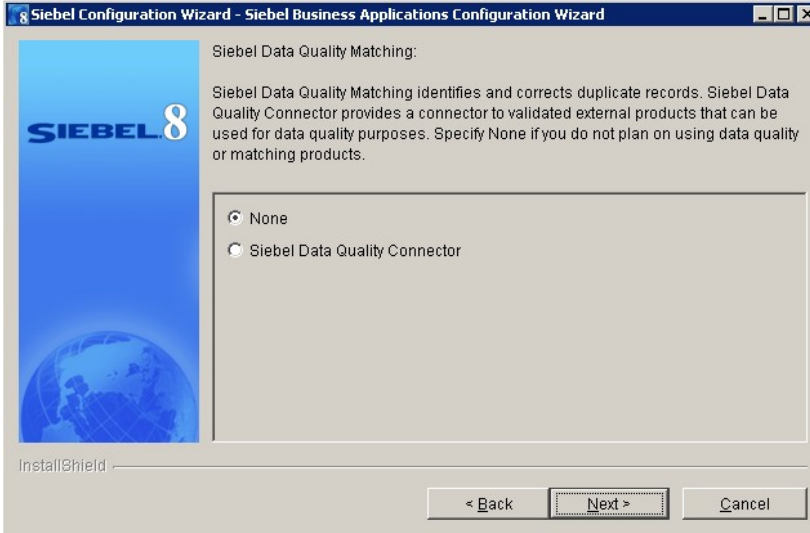 8 Siebel Configuration Wizard - Siebel Business Applications Configuration Wizard
Siebel Data Quality Matching:
Siebel Data Quality Matching identifies and corrects duplicate records. Siebel Data
Quality Connector provides a connector to validated external products that can be
used for data quality purposes. Specify None if you do not plan on using data quality
or matching products.
SIEBEL.8
None
Siebel Data Quality Connector
InstallShield
< Back
Next >
Cancel